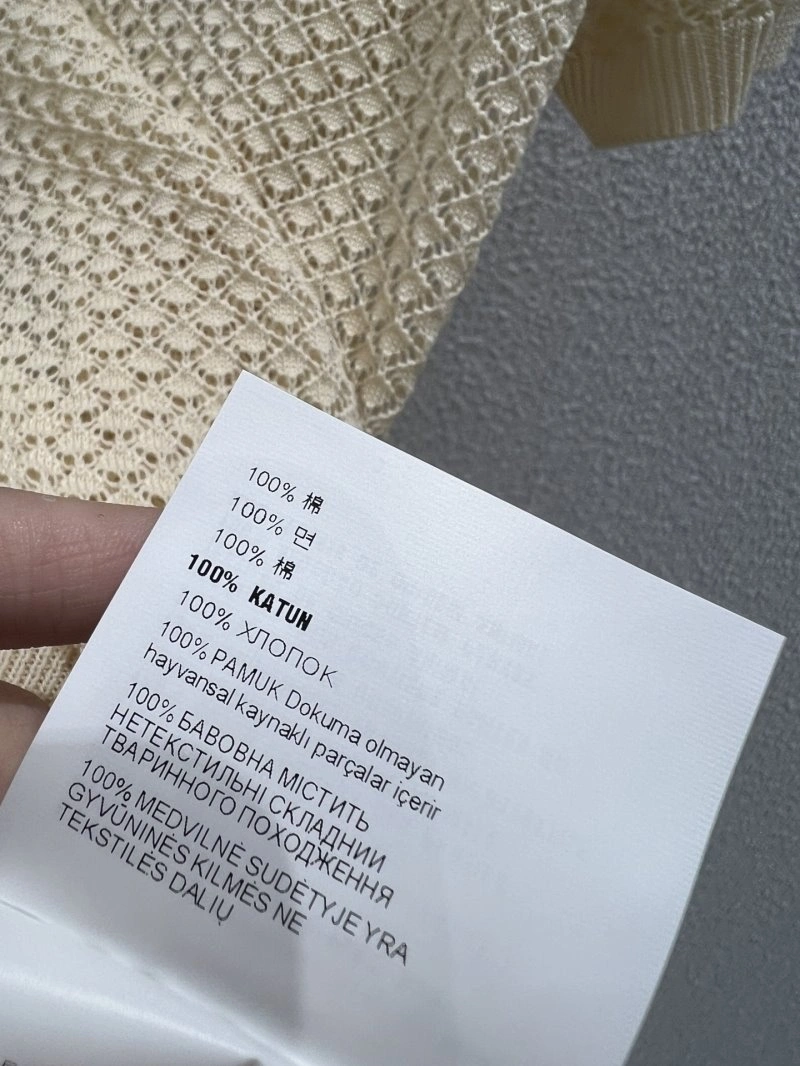 100% 棉
100% 면
100% 棉
100% KATUN
100% ХЛОПОК
100% PAMUK Dokuma olmayan
hayvansal kaynaklı parçalar içerir
100% БАВОВНА МІСТИТЬ
НЕТЕКСТИЛЬНІ СКЛАДНИИ
ТВАРИННОГО ПОХОДЖЕННЯ
100% MEDVILNĖ SUDĖTYJE YRA
GYVŪNINĖS KILMĖS NE
TEKSTILĖS DALIŲ